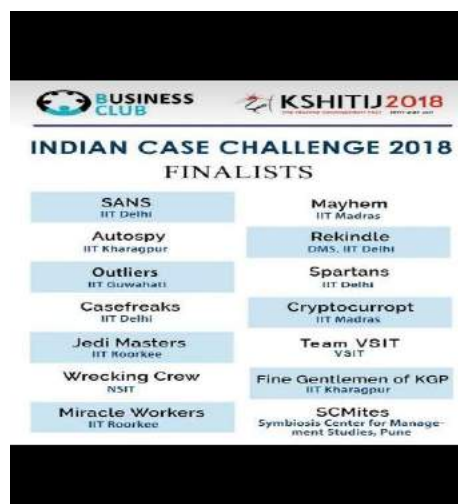 BUSINESS
CLUB
KSHITIJ2018
INDIAN CASE CHALLENGE 2018
FINALISTS
SANS
IIT Delhi
Autospy
IIT Kharagpur
Outliers
IIT Guwahati
Casefreaks
IIT Delhi
Jedi Masters
IIT Roorkee
Wrecking Crew
NSIT
Miracle Workers
IIT Roorkee
Mayhem
IIT Madras
Rekindle
DMS, IIT Delhi
Spartans
IIT Delhi
Cryptocurropt
IIT Madras
Team VSIT
VSIT
Fine Gentlemen of KGP
IIT Kharagpur
SCMites
Symbiosis Center for Manage-
ment Studies, Pune